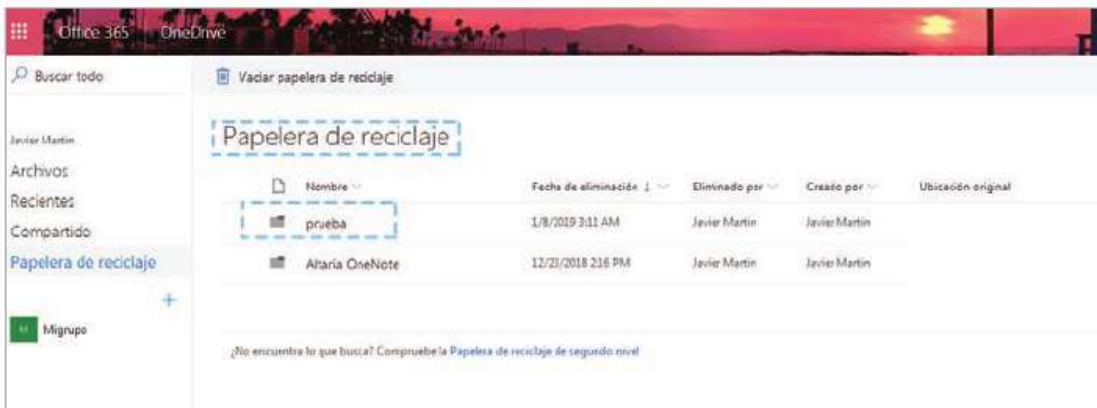 Office 365 OneDrive
Buscar todo
Vaciar papelera de reciclaje
Javier Martin
Archivos
Recientes
Compartido
Papelera de reciclaje
M Migrupo
Papelera de reciclaje
Nombre Fecha de eliminación ↓ Eliminado por Creado por Ubicación original
prueba 1/8/2019 3:11 AM Javier Martin Javier Martin
Altaria OneNote 12/23/2018 2:16 PM Javier Martin Javier Martin
¿No encuentra lo que busca? Compruebe la Papelera de reciclaje de segundo nivel